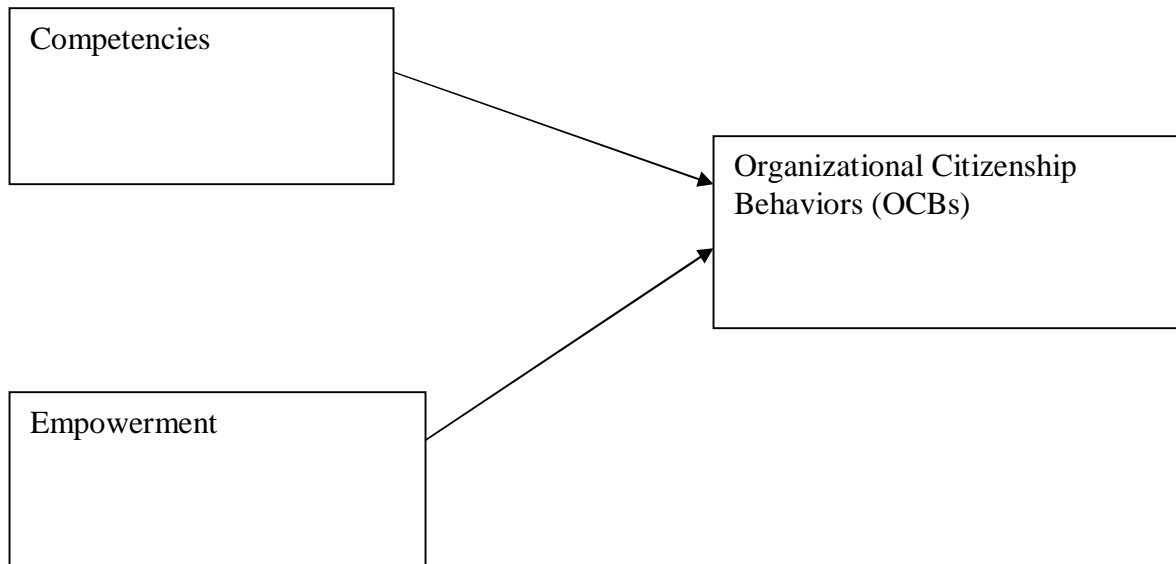 Competencies
Organizational Citizenship
Behaviors (OCBs)
Empowerment